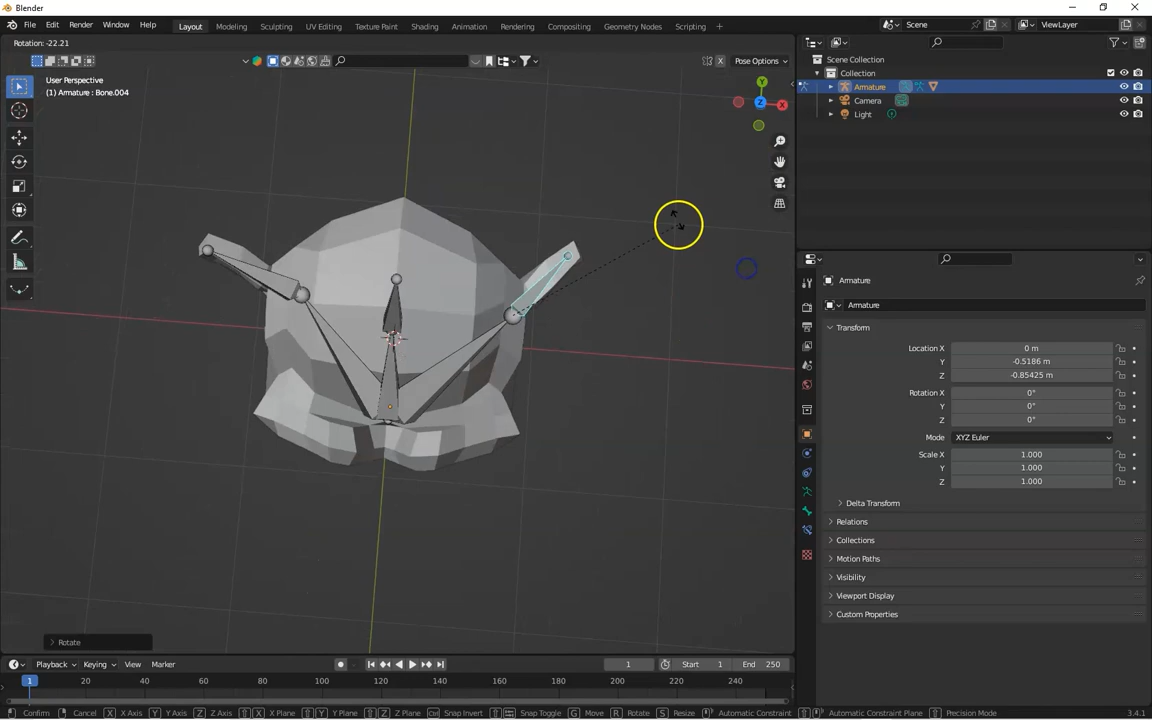 Blender
File Edit Render Window Help Layout Modeling Sculpting UV Editing Texture Paint Shading Animation Rendering Compositing Geometry Nodes Scripting Scene ViewLayer
Rotation: -22.21
Pose Options
User Perspective
(1) Armature : Bone.004
Y
X
Z
Scene Collection
Collection
Armature
Camera
Light
Armature
Armature
Transform
Location X 0 m
Y -0.5186 m
Z -0.85425 m
Rotation X 0°
Y 0°
Z 0°
Mode XYZ Euler
Scale X 1.000
Y 1.000
Z 1.000
Delta Transform
Relations
Collections
Motion Paths
Visibility
Viewport Display
Custom Properties
Rotate
Playback Keying View Marker 1 Start 1 End 250
1 20 40 60 80 100 120 140 160 180 200 220 240
Confirm Cancel X X Axis Y Y Axis Z Z Axis X X Plane Y Y Plane Z Z Plane Ctrl Snap Invert Snap Toggle G Move R Rotate S Resize Automatic Constraint Automatic Constraint Plane Precision Mode 3.4.1